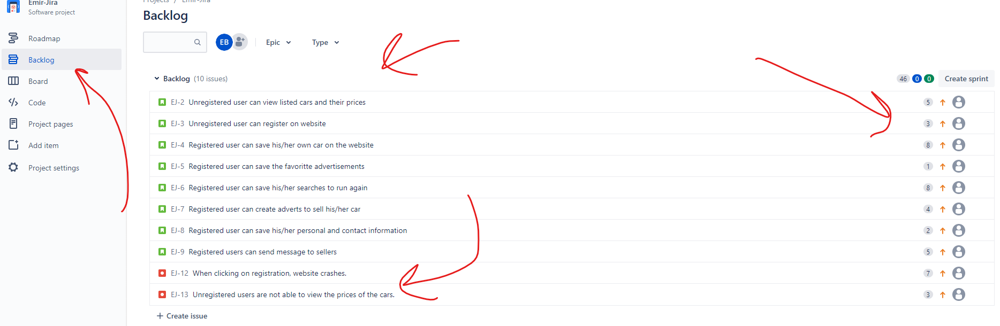 Emir-Jira
Software project
Roadmap
Backlog
Board
Code
Project pages
Add item
Project settings
Projects / Emir-Jira
Backlog
EB Epic Type
Backlog (10 issues) 46 0 0 Create sprint
EJ-2 Unregistered user can view listed cars and their prices 5
EJ-3 Unregistered user can register on website 3
EJ-4 Registered user can save his/her own car on the website 8
EJ-5 Registered user can save the favoritte advertisements 1
EJ-6 Registered user can save his/her searches to run again 8
EJ-7 Registered user can create adverts to sell his/her car 4
EJ-8 Registered user can save his/her personal and contact information 2
EJ-9 Registered users can send message to sellers 5
EJ-12 When clicking on registration, website crashes. 7
EJ-13 Unregistered users are not able to view the prices of the cars. 3
+ Create issue